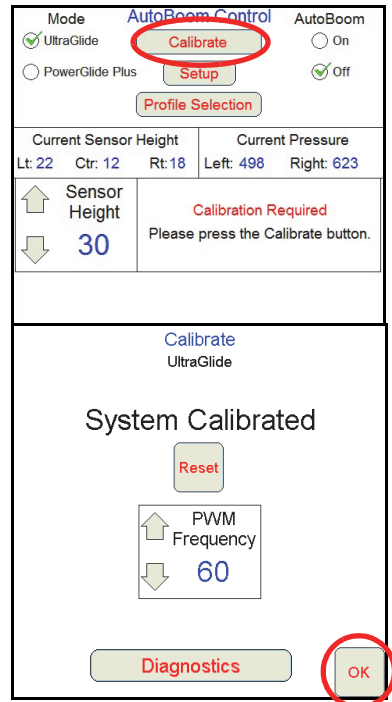 Mode AutoBoom Control AutoBoom
UltraGlide Calibrate On
PowerGlide Plus Setup Off
Profile Selection
Current Sensor Height Current Pressure
Lt: 22 Ctr: 12 Rt:18 Left: 498 Right: 623
Sensor
Height
30
Calibration Required
Please press the Calibrate button.
Calibrate
UltraGlide
System Calibrated
Reset
PWM
Frequency
60
Diagnostics
OK